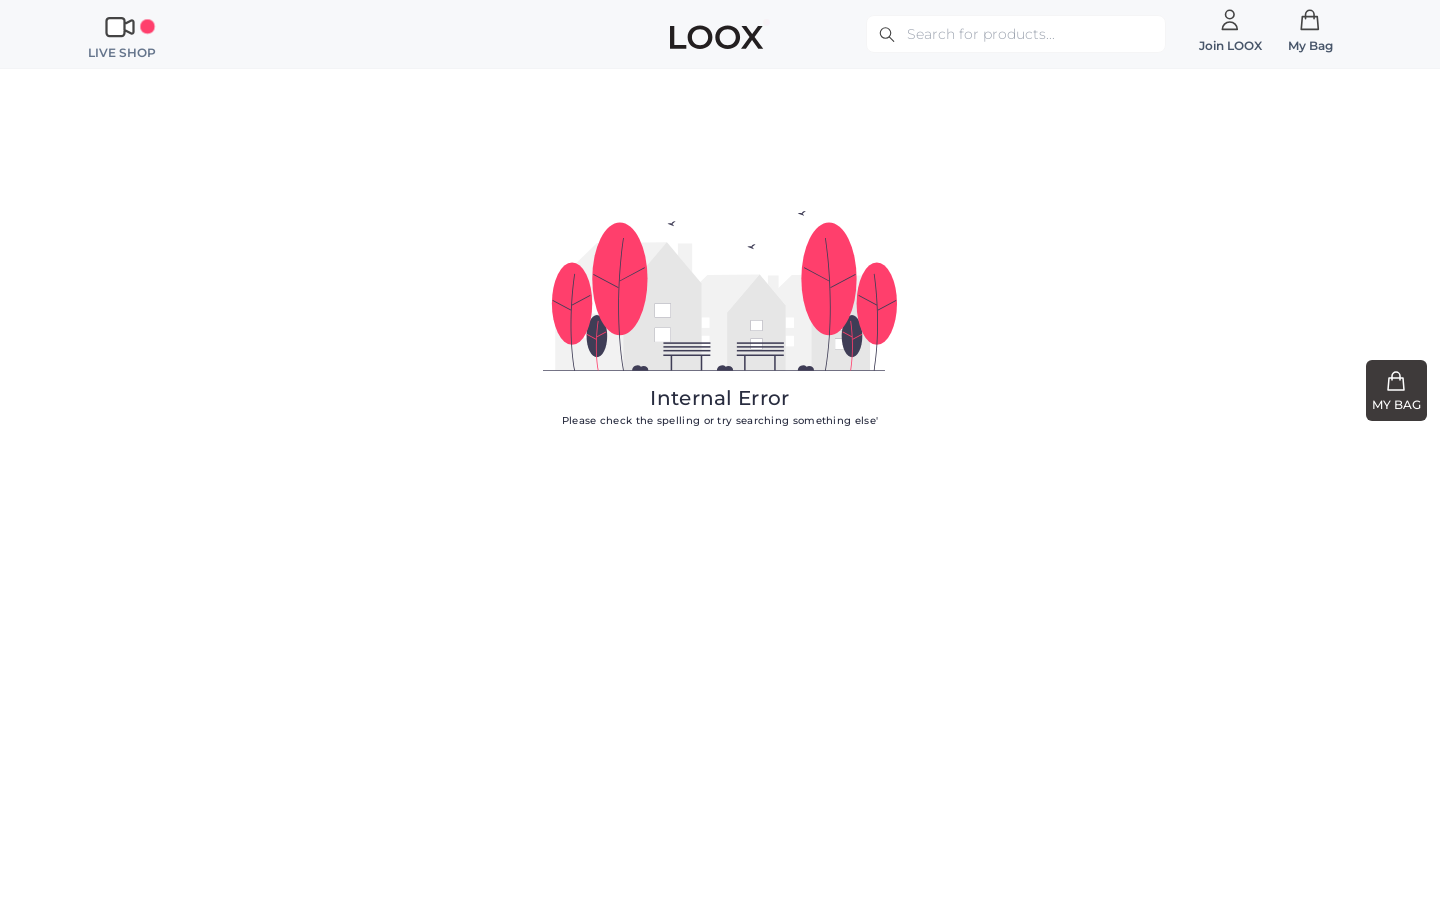 LIVE SHOP
LOOX
Search for products...
Join LOOX
My Bag
Internal Error
Please check the spelling or try searching something else'
MY BAG